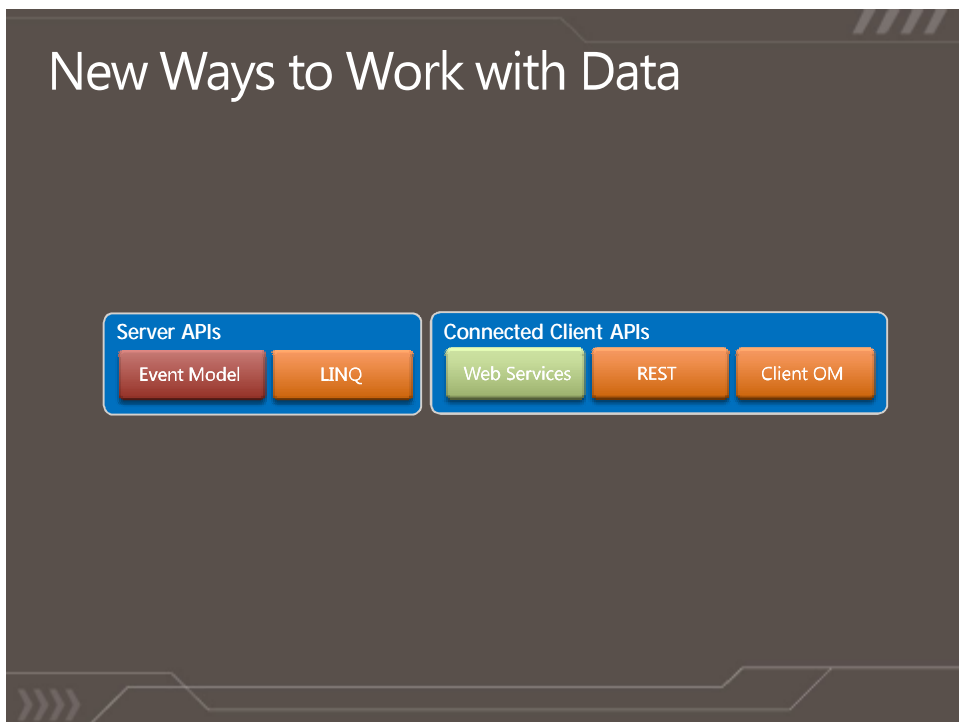 New Ways to Work with Data
Server APIs
Event Model
LINQ
Connected Client APIs
Web Services
REST
Client OM